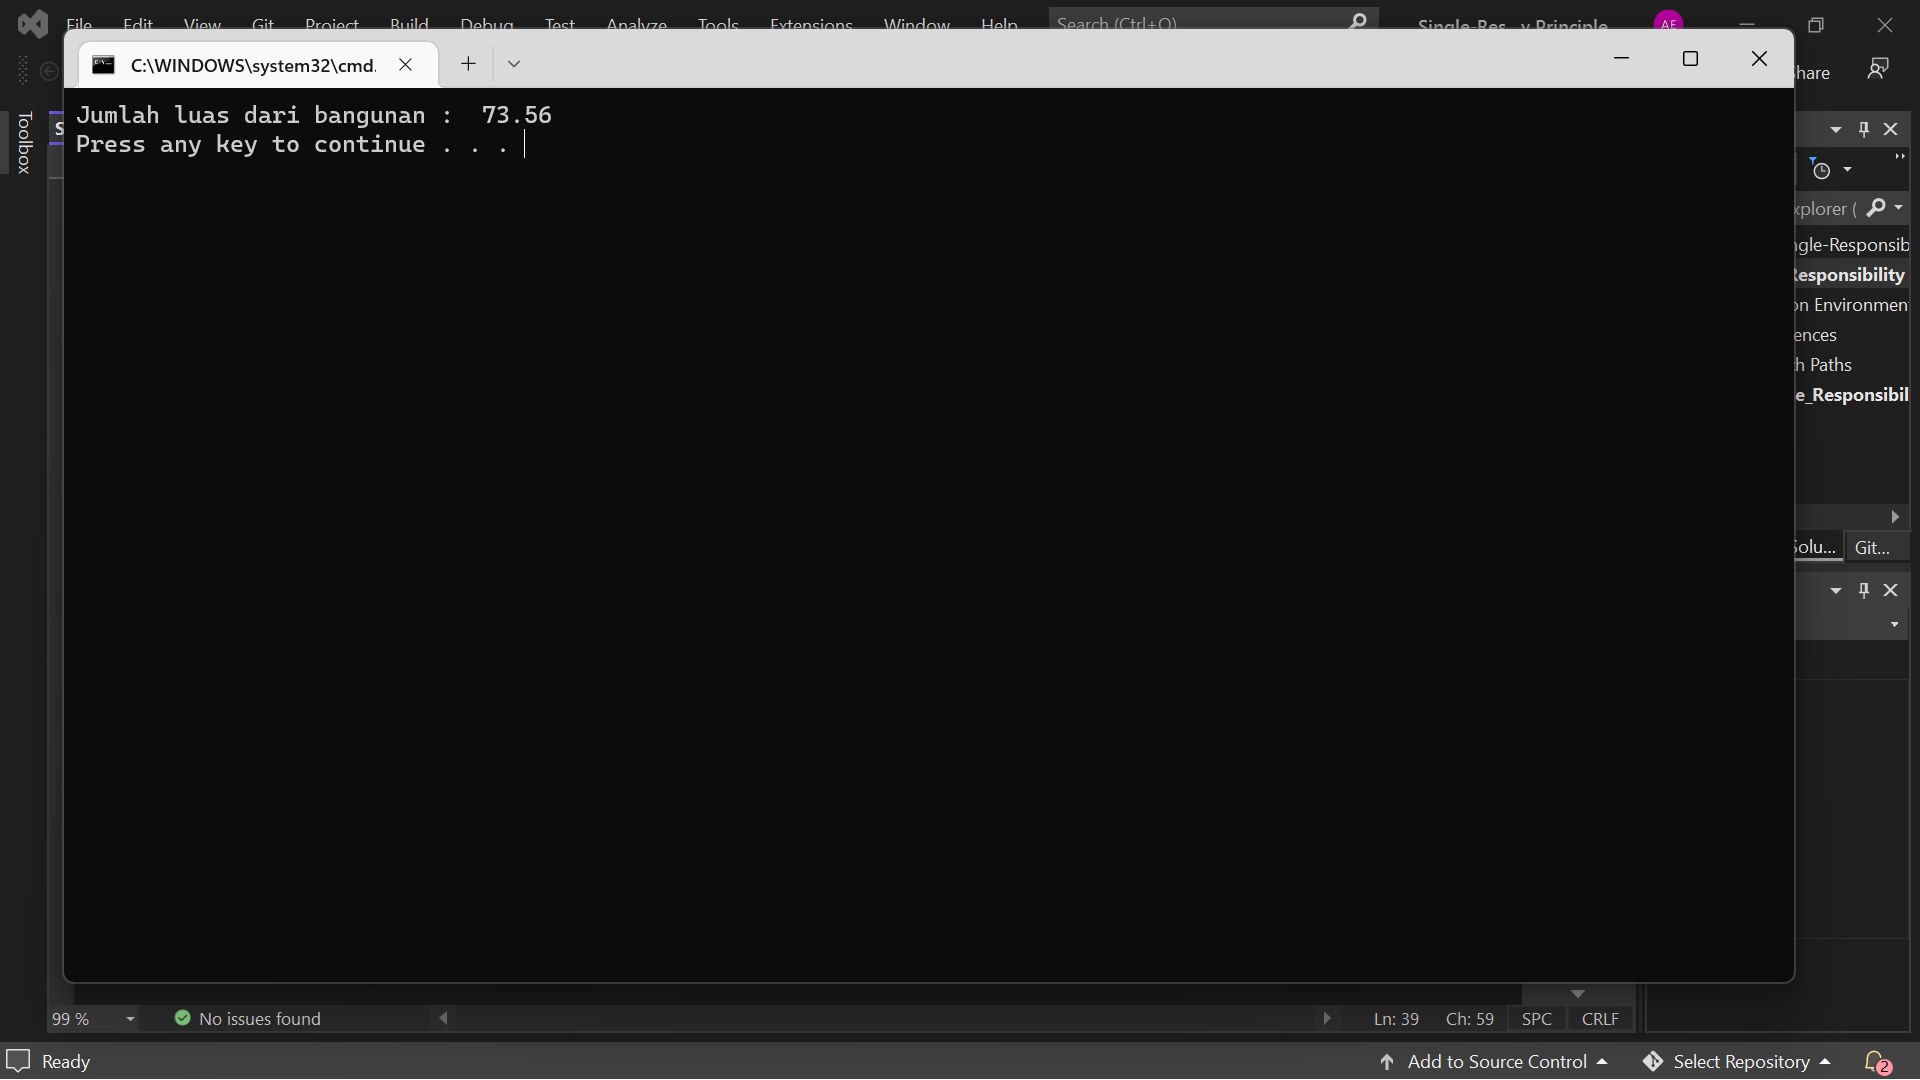 File Edit View Git Project Build Debug Test Analyze Tools Extensions Window Help Search (Ctrl+Q) Single-Res...y Principle AF
C:\WINDOWS\system32\cmd.
hare
Toolbox
S
Jumlah luas dari bangunan :  73.56
Press any key to continue . . .
xplorer (
ngle-Responsib
Responsibility
on Environmen
ences
h Paths
e_Responsibil
Solu... Git...
99 % No issues found Ln: 39 Ch: 59 SPC CRLF
Ready Add to Source Control Select Repository 2